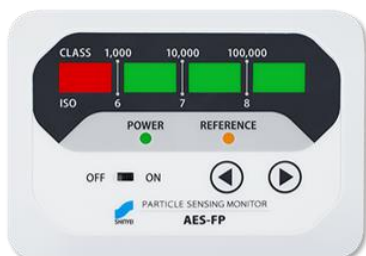 CLASS 1,000 10,000 100,000
ISO 6 7 8
POWER REFERENCE
OFF ON
PARTICLE SENSING MONITOR
AES-FP